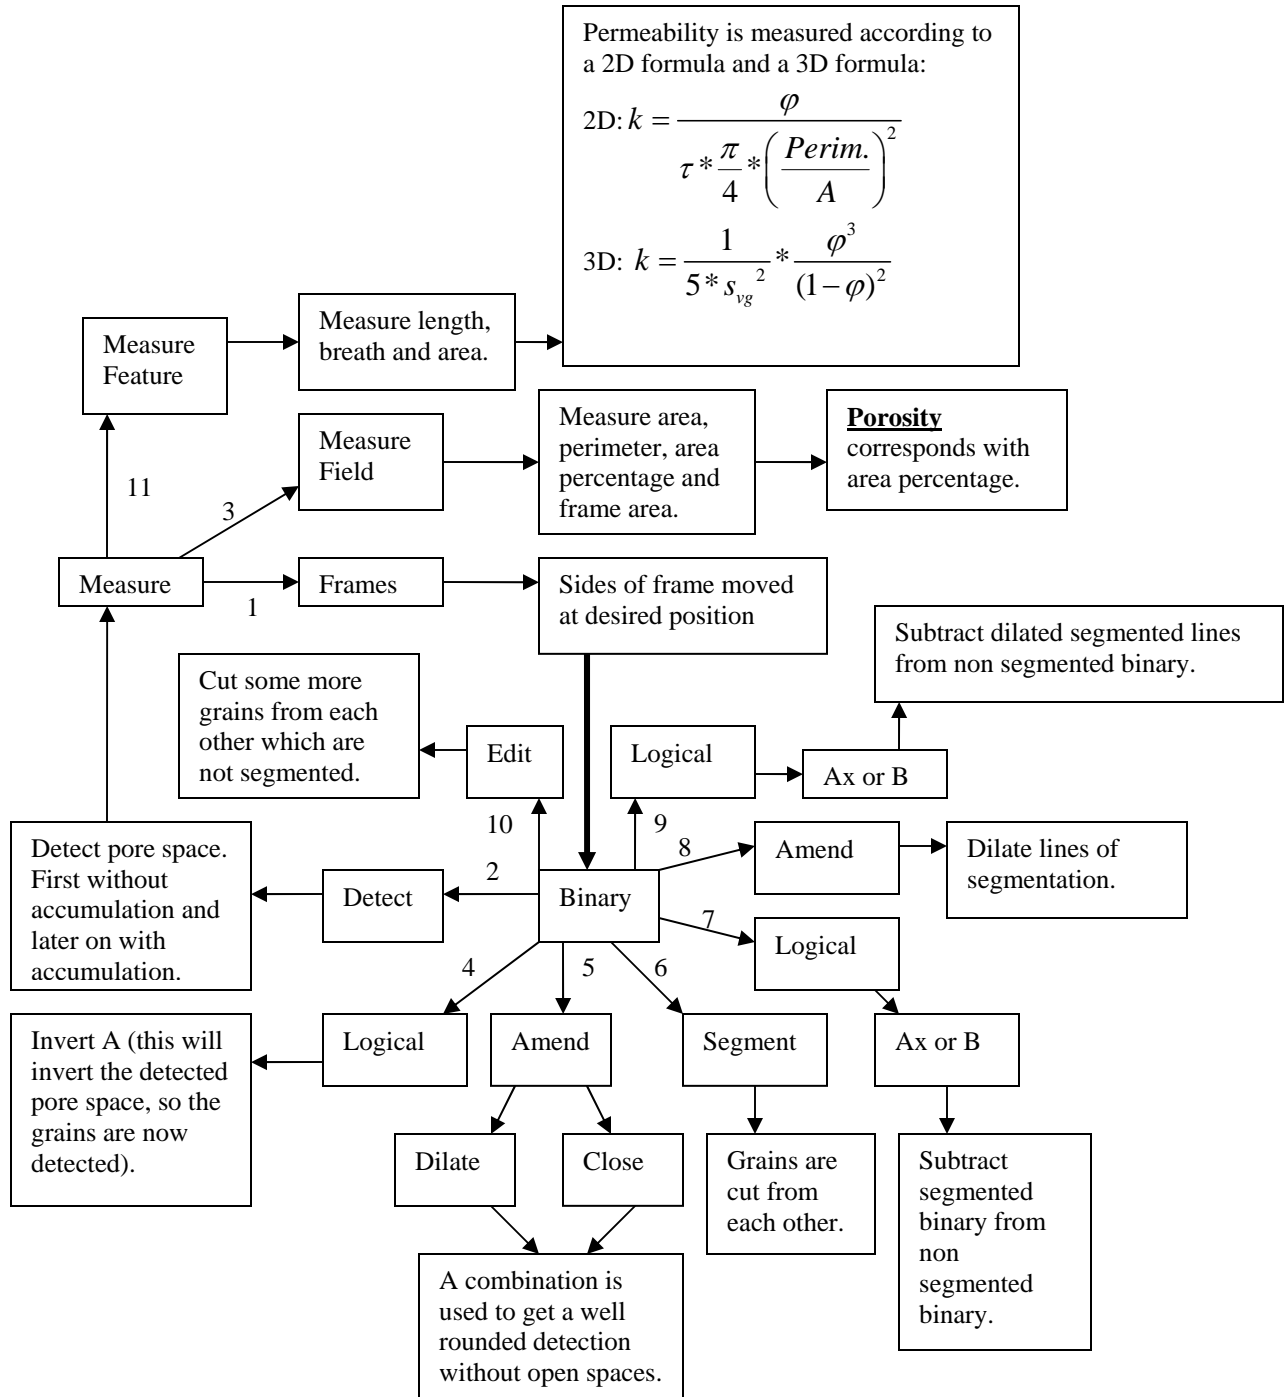 Permeability is measured according to
a 2D formula and a 3D formula:
2D: k = φ / (τ * π/4 * (Perim./A)²)
3D: k = 1/(5 * s_vg²) * φ³/(1 − φ)²
Measure
Feature
Measure length,
breath and area.
11
Measure
Field
Measure area,
perimeter, area
percentage and
frame area.
Porosity
corresponds with
area percentage.
3
Measure
1
Frames
Sides of frame moved
at desired position
Subtract dilated segmented lines
from non segmented binary.
Cut some more
grains from each
other which are
not segmented.
Edit
Logical
Ax or B
10
9
8
Amend
Dilate lines of
segmentation.
Detect pore space.
First without
accumulation and
later on with
accumulation.
Detect
2
Binary
7
Logical
4
5
6
Invert A (this will
invert the detected
pore space, so the
grains are now
detected).
Logical
Amend
Segment
Ax or B
Dilate
Close
Grains are
cut from
each other.
Subtract
segmented
binary from
non
segmented
binary.
A combination is
used to get a well
rounded detection
without open spaces.